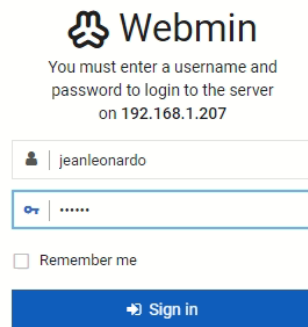 Webmin
You must enter a username and
password to login to the server
on 192.168.1.207
jeanleonardo
••••••
Remember me
Sign in